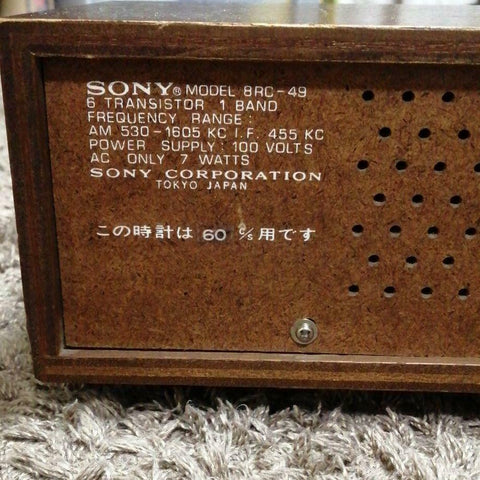 SONY® MODEL 8RC-49
6 TRANSISTOR 1 BAND
FREQUENCY RANGE:
AM 530-1605 KC I.F. 455 KC
POWER SUPPLY: 100 VOLTS
AC ONLY 7 WATTS
SONY CORPORATION
TOKYO JAPAN
この時計は 60 c/s 用です